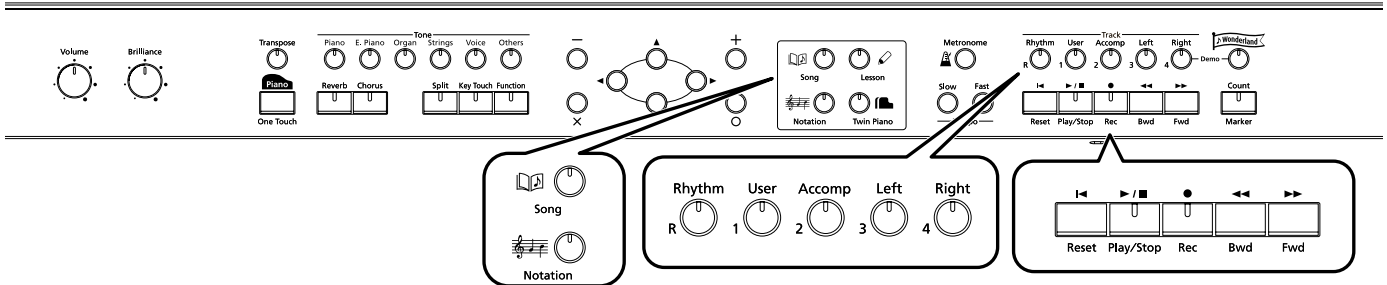 Volume
Brilliance
Transpose
Piano
One Touch
Tone
Piano E. Piano Organ Strings Voice Others
Reverb Chorus
Split Key Touch Function
−
×
+
○
Song
Lesson
Notation
Twin Piano
Metronome
Slow Fast
Track
Rhythm User Accomp Left Right
R 1 2 3 4
Demo
Wonderland
Reset Play/Stop Rec Bwd Fwd
Count
Marker
Song
Notation
Rhythm User Accomp Left Right
R 1 2 3 4
Reset Play/Stop Rec Bwd Fwd